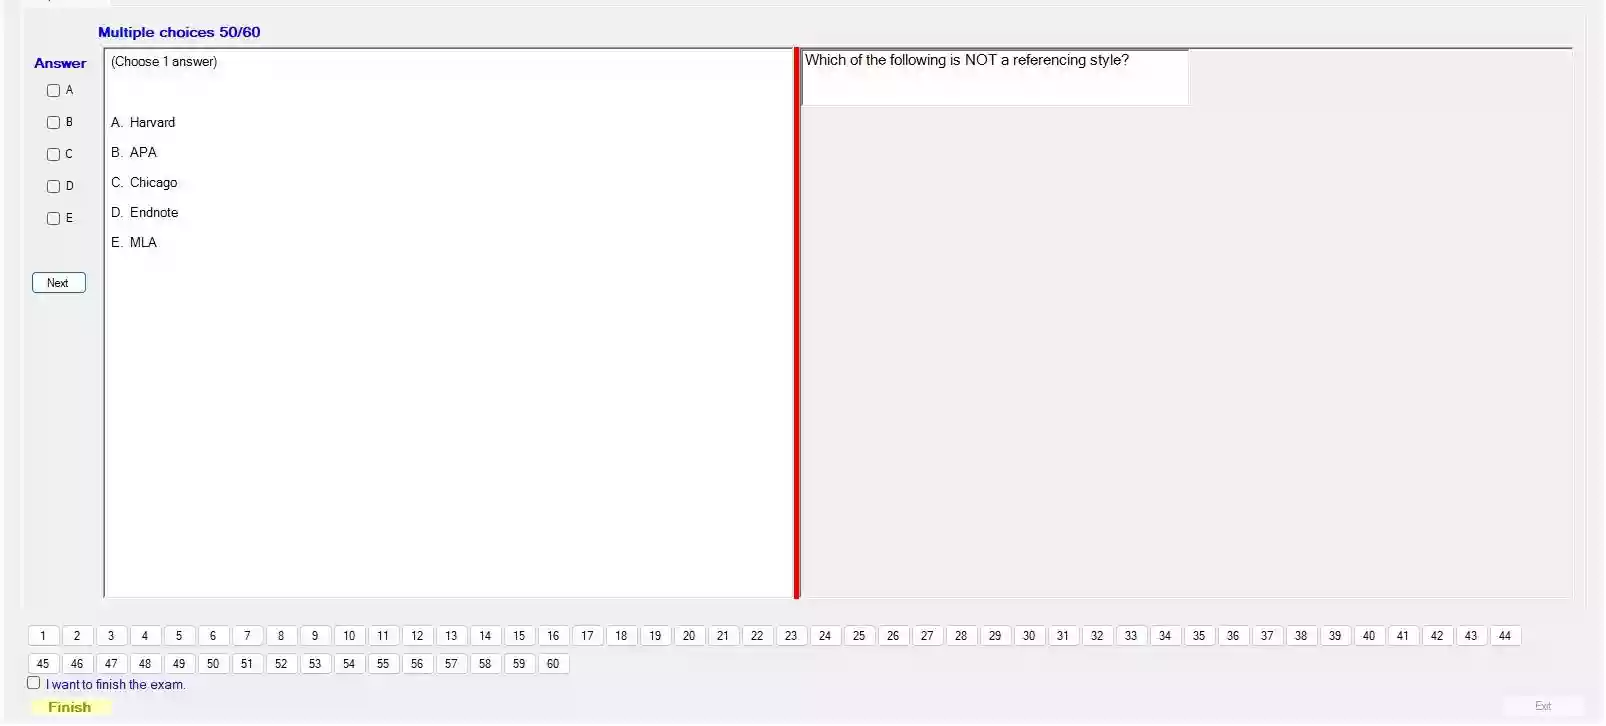 Multiple choices 50/60
Answer
A
B
C
D
E
Next
(Choose 1 answer)
A. Harvard
B. APA
C. Chicago
D. Endnote
E. MLA
Which of the following is NOT a referencing style?
1 2 3 4 5 6 7 8 9 10 11 12 13 14 15 16 17 18 19 20 21 22 23 24 25 26 27 28 29 30 31 32 33 34 35 36 37 38 39 40 41 42 43 44
45 46 47 48 49 50 51 52 53 54 55 56 57 58 59 60
I want to finish the exam.
Finish
Exit